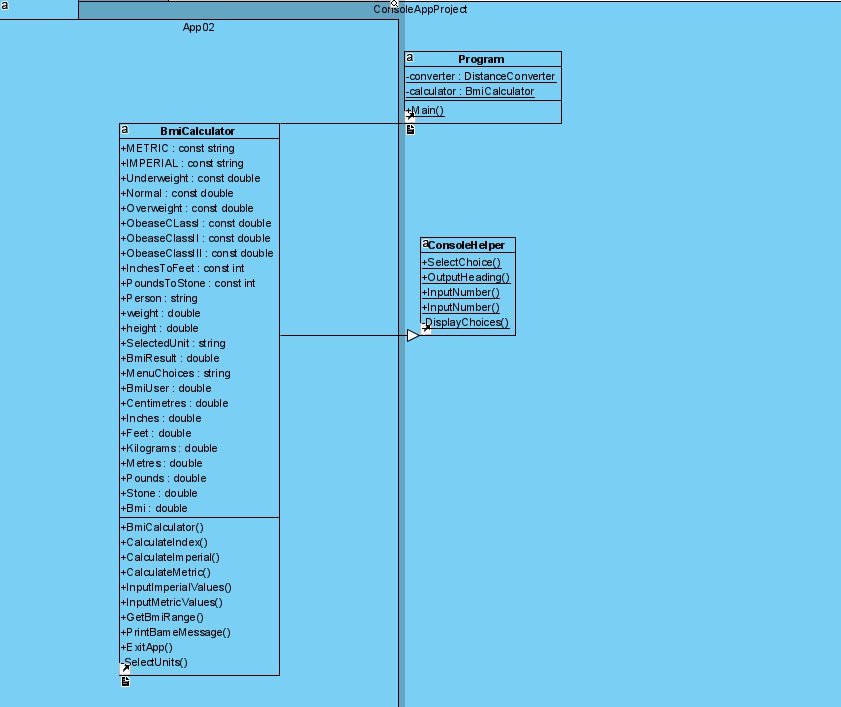 a
ConsoleAppProject
App02
a
Program
-converter : DistanceConverter
-calculator : BmiCalculator
+Main()
a
BmiCalculator
+METRIC : const string
+IMPERIAL : const string
+Underweight : const double
+Normal : const double
+Overweight : const double
+ObeaseCLassI : const double
+ObeaseClassII : const double
+ObeaseClassIII : const double
+InchesToFeet : const int
+PoundsToStone : const int
+Person : string
+weight : double
+height : double
+SelectedUnit : string
+BmiResult : double
+MenuChoices : string
+BmiUser : double
+Centimetres : double
+Inches : double
+Feet : double
+Kilograms : double
+Metres : double
+Pounds : double
+Stone : double
+Bmi : double
+BmiCalculator()
+CalculateIndex()
+CalculateImperial()
+CalculateMetric()
+InputImperialValues()
+InputMetricValues()
+GetBmiRange()
+PrintBameMessage()
+ExitApp()
-SelectUnits()
a
ConsoleHelper
+SelectChoice()
+OutputHeading()
+InputNumber()
+InputNumber()
-DisplayChoices()